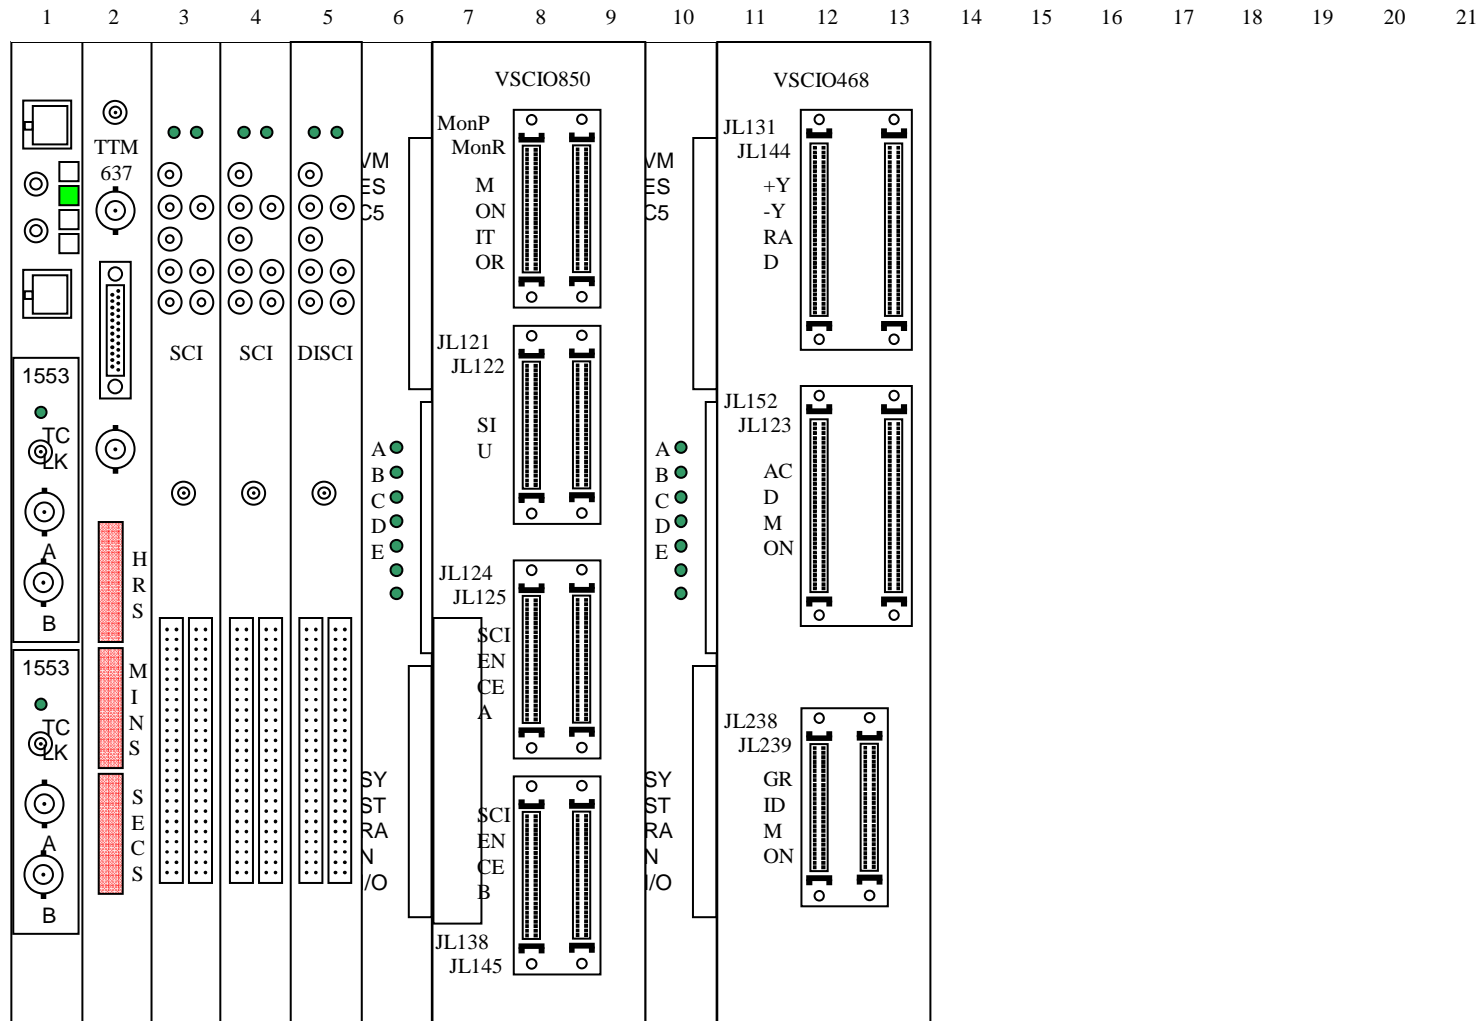 1 2 3 4 5 6 7 8 9 10 11 12 13 14 15 16 17 18 19 20 21
1553
TC
LK
A
B
1553
TC
LK
A
B
TTM
637
H
R
S
M
I
N
S
S
E
C
S
SCI
SCI
DISCI
VM
ES
C5
A
B
C
D
E
SY
ST
RA
N
I/O
VSCIO850
MonP
MonR
M
ON
IT
OR
JL121
JL122
SI
U
JL124
JL125
SCI
EN
CE
A
SCI
EN
CE
B
JL138
JL145
VM
ES
C5
A
B
C
D
E
SY
ST
RA
N
I/O
VSCIO468
JL131
JL144
+Y
-Y
RA
D
JL152
JL123
AC
D
M
ON
JL238
JL239
GR
ID
M
ON